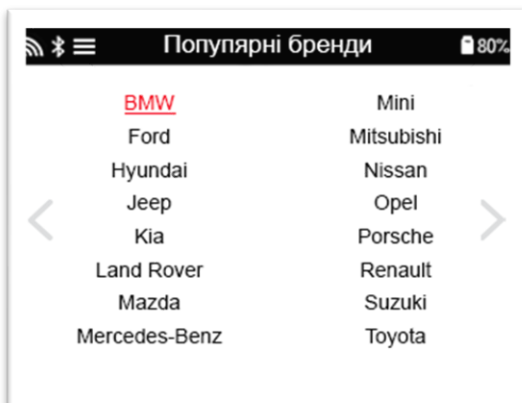 Популярні бренди
80%
BMW
Ford
Hyundai
Jeep
Kia
Land Rover
Mazda
Mercedes-Benz
Mini
Mitsubishi
Nissan
Opel
Porsche
Renault
Suzuki
Toyota